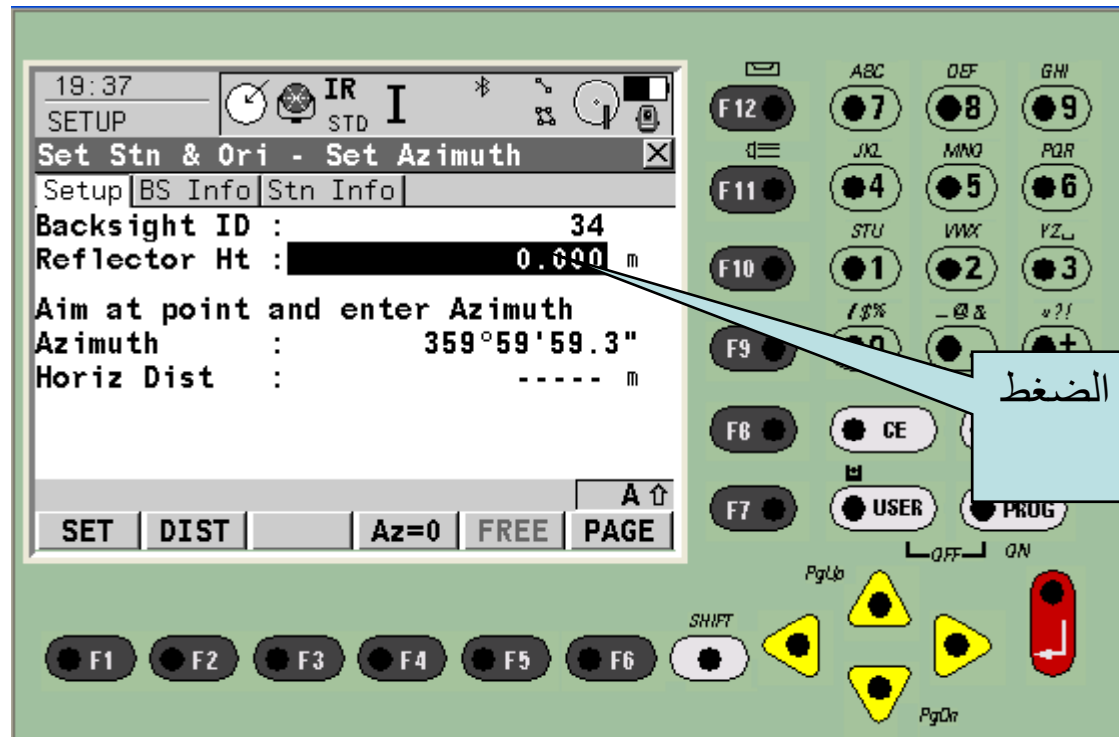 19:37
SETUP
IR
STD
I
Set Stn & Ori - Set Azimuth
Setup BS Info Stn Info
Backsight ID : 34
Reflector Ht : m
Aim at point and enter Azimuth
Azimuth : 359°59'59.3"
Horiz Dist : ----- m
A
SET DIST Az=0 FREE PAGE
F12
F11
F10
F9
F8
F7
ABC DEF GHI
7 8 9
JKL MNO PQR
4 5 6
STU VWX YZ
1 2 3
/$% _@& *?!
الضغط
CE
USER PROG
OFF ON
PgUp
SHIFT
F1 F2 F3 F4 F5 F6
PgDn